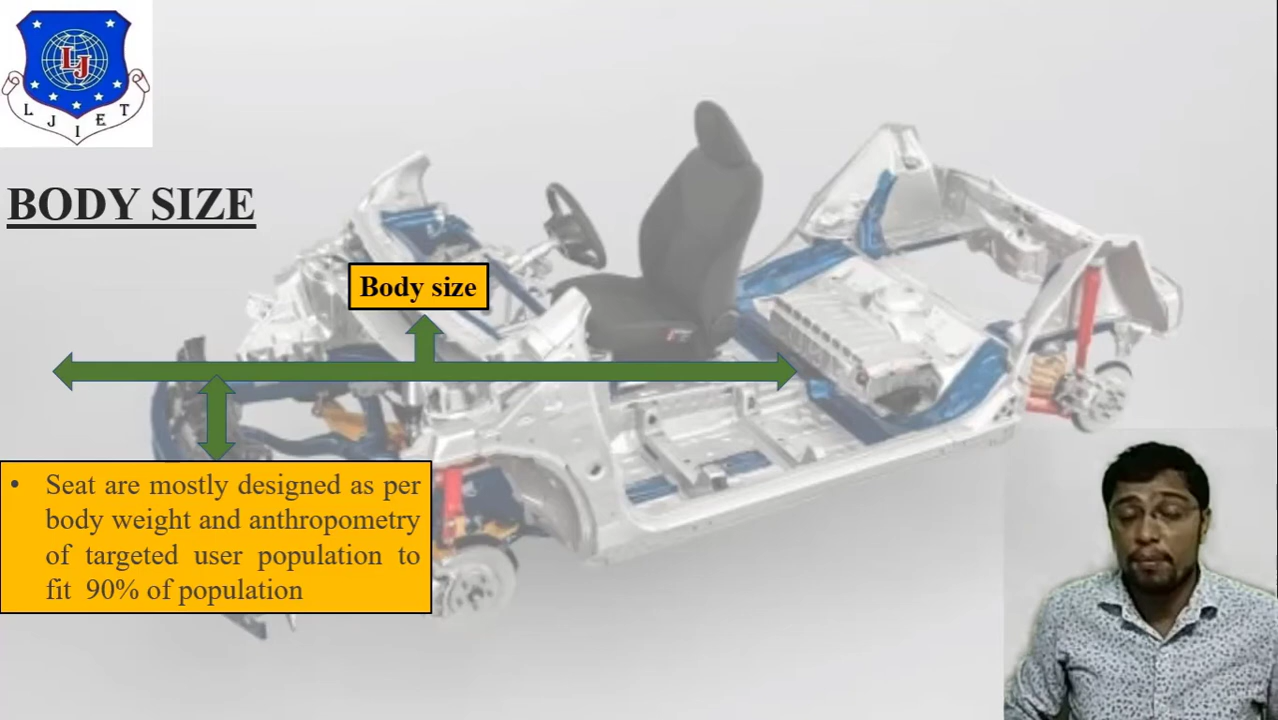 LJ
LJIET
BODY SIZE
Body size
• Seat are mostly designed as per
body weight and anthropometry
of targeted user population to
fit 90% of population